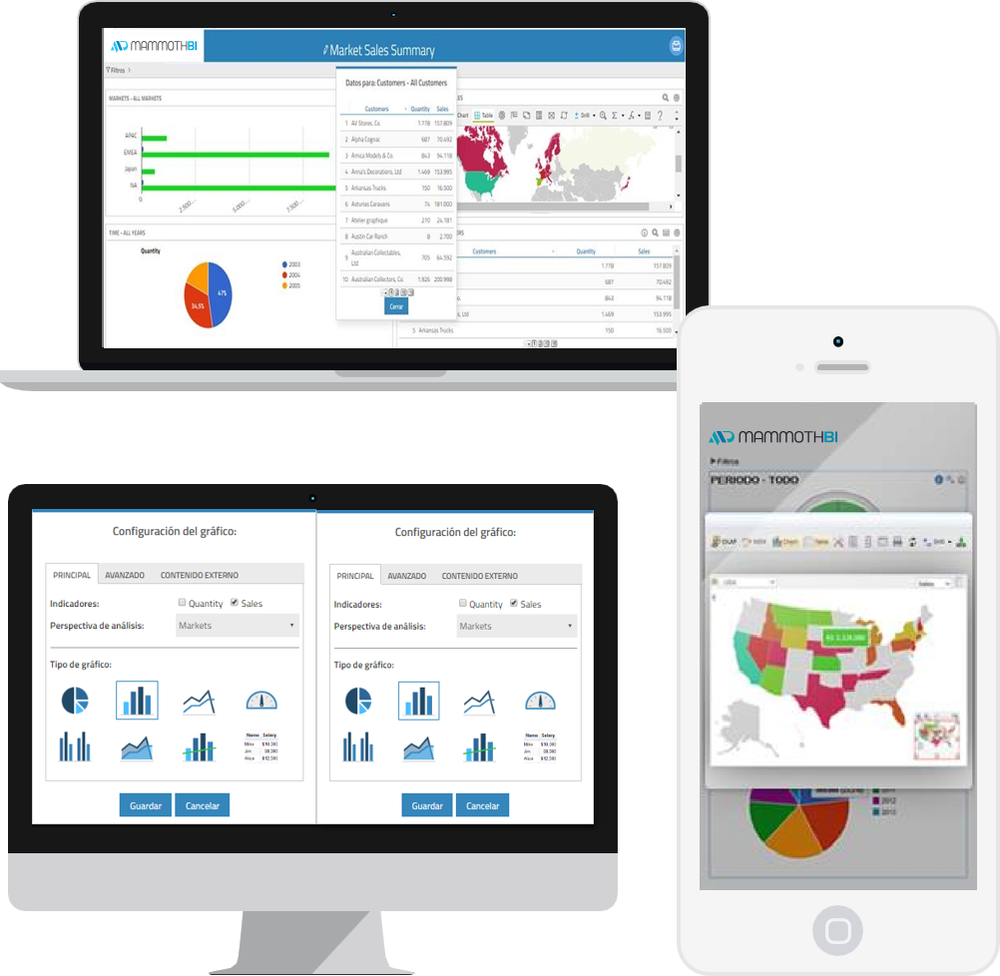 MAMMOTHBI
Market Sales Summary
Filtros
MARKETS - ALL MARKETS
APAC
EMEA
Japan
NA
0
2,500...
5,000...
7,500...
TIME - ALL YEARS
Quantity
47%
34,5%
2003
2004
2005
Datos para: Customers - All Customers
Customers Quantity Sales
1 AV Stores, Co. 1.778 157.809
2 Alpha Cognac 687 70.492
3 Amica Models & Co. 843 94.118
4 Anna's Decorations, Ltd 1.469 153.995
5 Arkansas Trucks 150 16.500
6 Asturias Caravans 74 181.000
7 Atelier graphique 270 24.181
8 Austin Car Ranch 8 2.700
9 Australian Collectables, Ltd 705 64.592
10 Australian Collectors, Co. 1.926 200.998
Cerrar
ES
Chart Table Drill
ERS
Customers Quantity Sales
1.778 157.809
687 70.492
o. 843 94.118
s, Ltd 1.469 153.995
5 Arkansas Trucks 150 16.500
Configuración del gráfico:
PRINCIPAL AVANZADO CONTENIDO EXTERNO
Indicadores: Quantity Sales
Perspectiva de análisis: Markets
Tipo de gráfico:
Name Salary
Mike $10,000
Jim $8,000
Alice $12,500
Guardar Cancelar
Configuración del gráfico:
PRINCIPAL AVANZADO CONTENIDO EXTERNO
Indicadores: Quantity Sales
Perspectiva de análisis: Markets
Tipo de gráfico:
Name Salary
Mike $10,000
Jim $8,000
Alice $12,500
Guardar Cancelar
MAMMOTHBI
Filtros
PERIODO - TODO
OLAP MDX Chart Table Drill
USA
Sales
2011
2012
2013